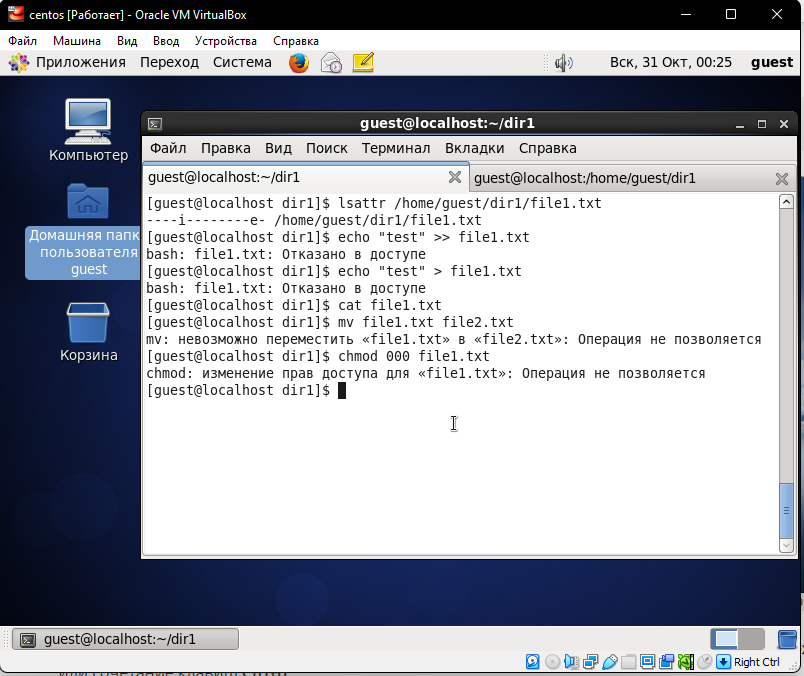 centos [Работает] - Oracle VM VirtualBox
Файл Машина Вид Ввод Устройства Справка
Приложения Переход Система Вск, 31 Окт, 00:25 guest
Компьютер
Домашняя папк
пользователя
guest
Корзина
guest@localhost:~/dir1
Файл Правка Вид Поиск Терминал Вкладки Справка
guest@localhost:~/dir1 guest@localhost:/home/guest/dir1
[guest@localhost dir1]$ lsattr /home/guest/dir1/file1.txt
----i--------e- /home/guest/dir1/file1.txt
[guest@localhost dir1]$ echo "test" >> file1.txt
bash: file1.txt: Отказано в доступе
[guest@localhost dir1]$ echo "test" > file1.txt
bash: file1.txt: Отказано в доступе
[guest@localhost dir1]$ cat file1.txt
[guest@localhost dir1]$ mv file1.txt file2.txt
mv: невозможно переместить «file1.txt» в «file2.txt»: Операция не позволяется
[guest@localhost dir1]$ chmod 000 file1.txt
chmod: изменение прав доступа для «file1.txt»: Операция не позволяется
[guest@localhost dir1]$
guest@localhost:~/dir1
Right Ctrl